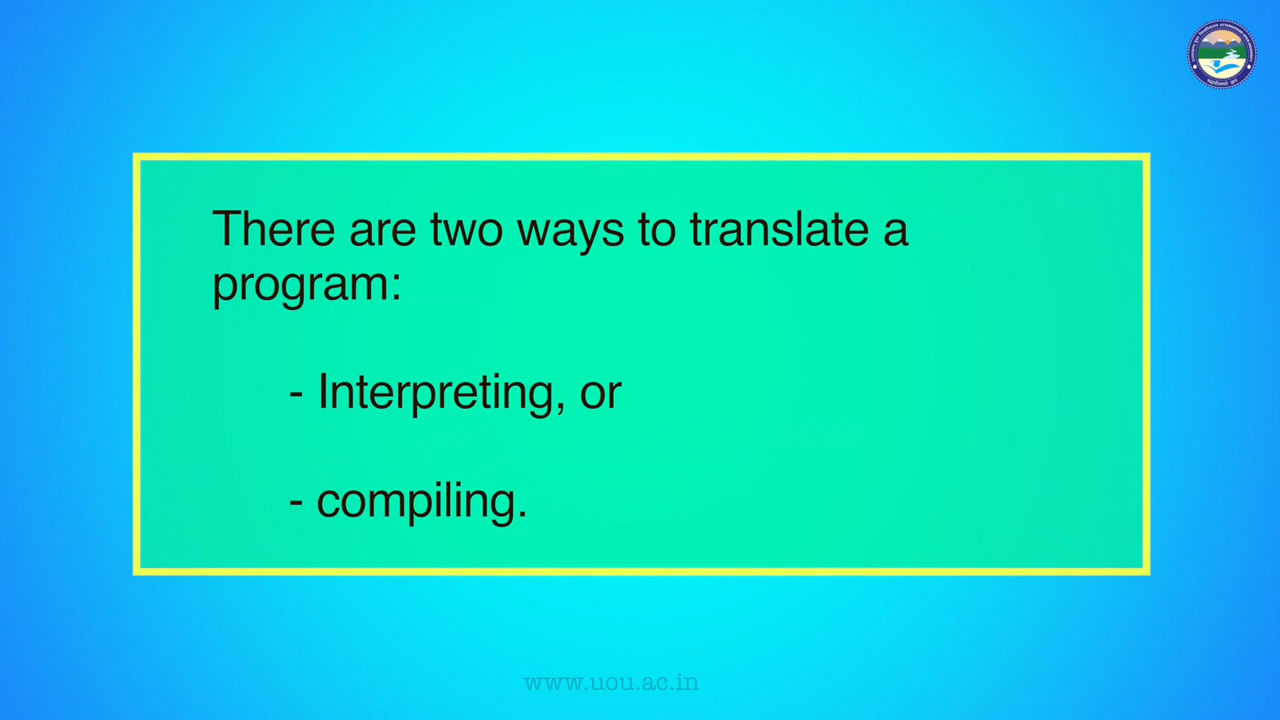 There are two ways to translate a
program:
- Interpreting, or
- compiling.
www.uou.ac.in